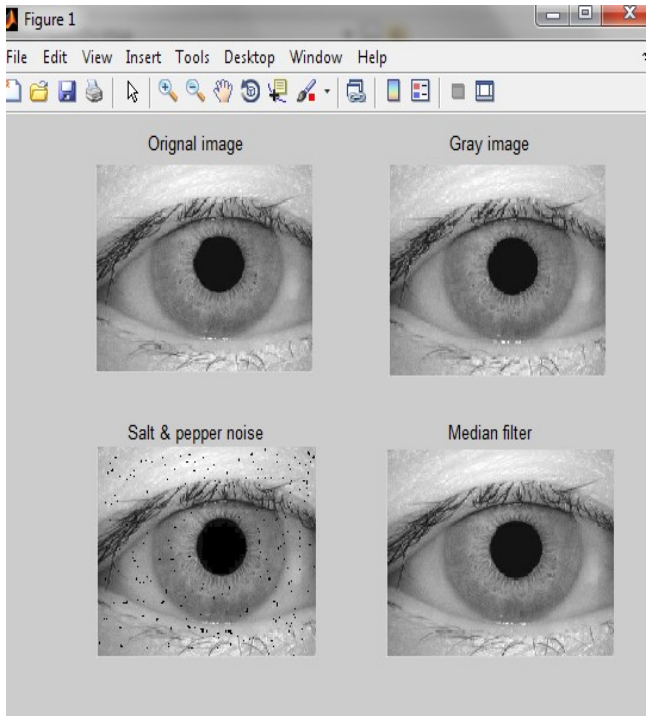 Figure 1
File Edit View Insert Tools Desktop Window Help
Orignal image
Gray image
Salt & pepper noise
Median filter